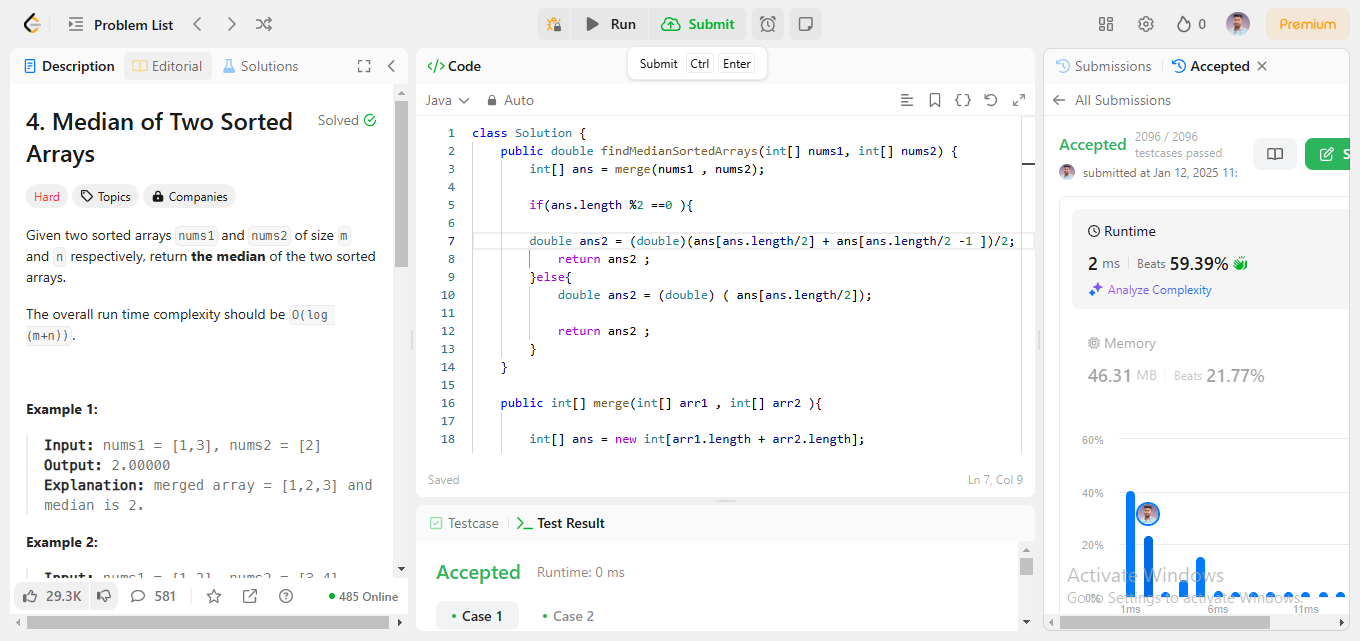 Problem List
Run
Submit
0
Premium
Submit Ctrl Enter
Description
Editorial
Solutions
4. Median of Two Sorted
Arrays
Solved
Hard
Topics
Companies
Given two sorted arrays nums1 and nums2 of size m
and n respectively, return the median of the two sorted
arrays.
The overall run time complexity should be O(log
(m+n)).
Example 1:
Input: nums1 = [1,3], nums2 = [2]
Output: 2.00000
Explanation: merged array = [1,2,3] and
median is 2.
Example 2:
Input: nums1 = [1,2], nums2 = [3,4]
29.3K
581
485 Online
</> Code
Java
Auto
1 class Solution {
2 public double findMedianSortedArrays(int[] nums1, int[] nums2) {
3 int[] ans = merge(nums1 , nums2);
4
5 if(ans.length %2 ==0 ){
6
7 double ans2 = (double)(ans[ans.length/2] + ans[ans.length/2 -1 ])/2;
8 return ans2 ;
9 }else{
10 double ans2 = (double) ( ans[ans.length/2]);
11
12 return ans2 ;
13 }
14 }
15
16 public int[] merge(int[] arr1 , int[] arr2 ){
17
18 int[] ans = new int[arr1.length + arr2.length];
Saved
Ln 7, Col 9
Testcase
Test Result
Accepted
Runtime: 0 ms
Case 1
Case 2
Submissions
Accepted
All Submissions
Accepted
2096 / 2096
testcases passed
submitted at Jan 12, 2025 11:
S
Runtime
2 ms
Beats 59.39%
Analyze Complexity
Memory
46.31 MB
Beats 21.77%
60%
40%
20%
0%
1ms
6ms
11ms
Activate Windows
Go to Settings to activate Windows.